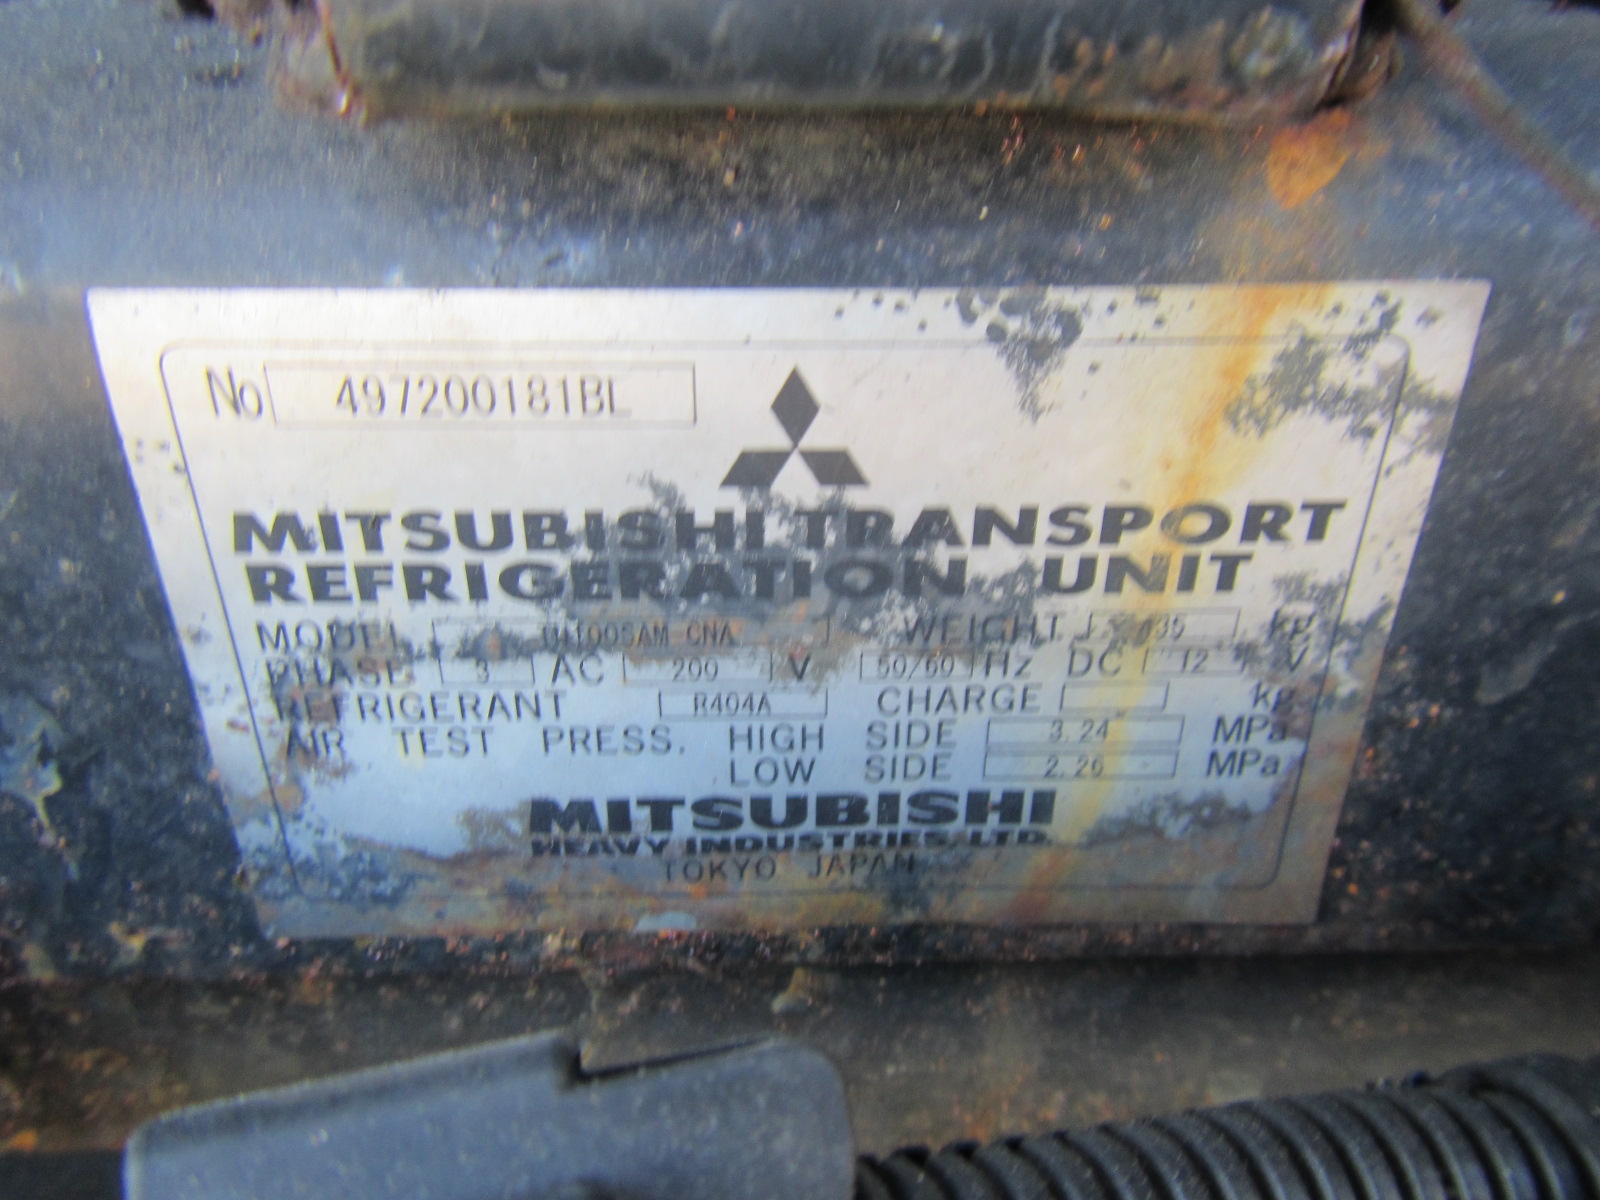 No 497200181BL
MITSUBISHI TRANSPORT
REFRIGERATION UNIT
MODEL CNA WEIGHT kg
PHASE 3 AC 200 V 50/60 Hz DC 12 V
REFRIGERANT R404A CHARGE kg
AIR TEST PRESS. HIGH SIDE 3.24 MPa
LOW SIDE 2.26 MPa
MITSUBISHI
HEAVY INDUSTRIES, LTD.
TOKYO JAPAN